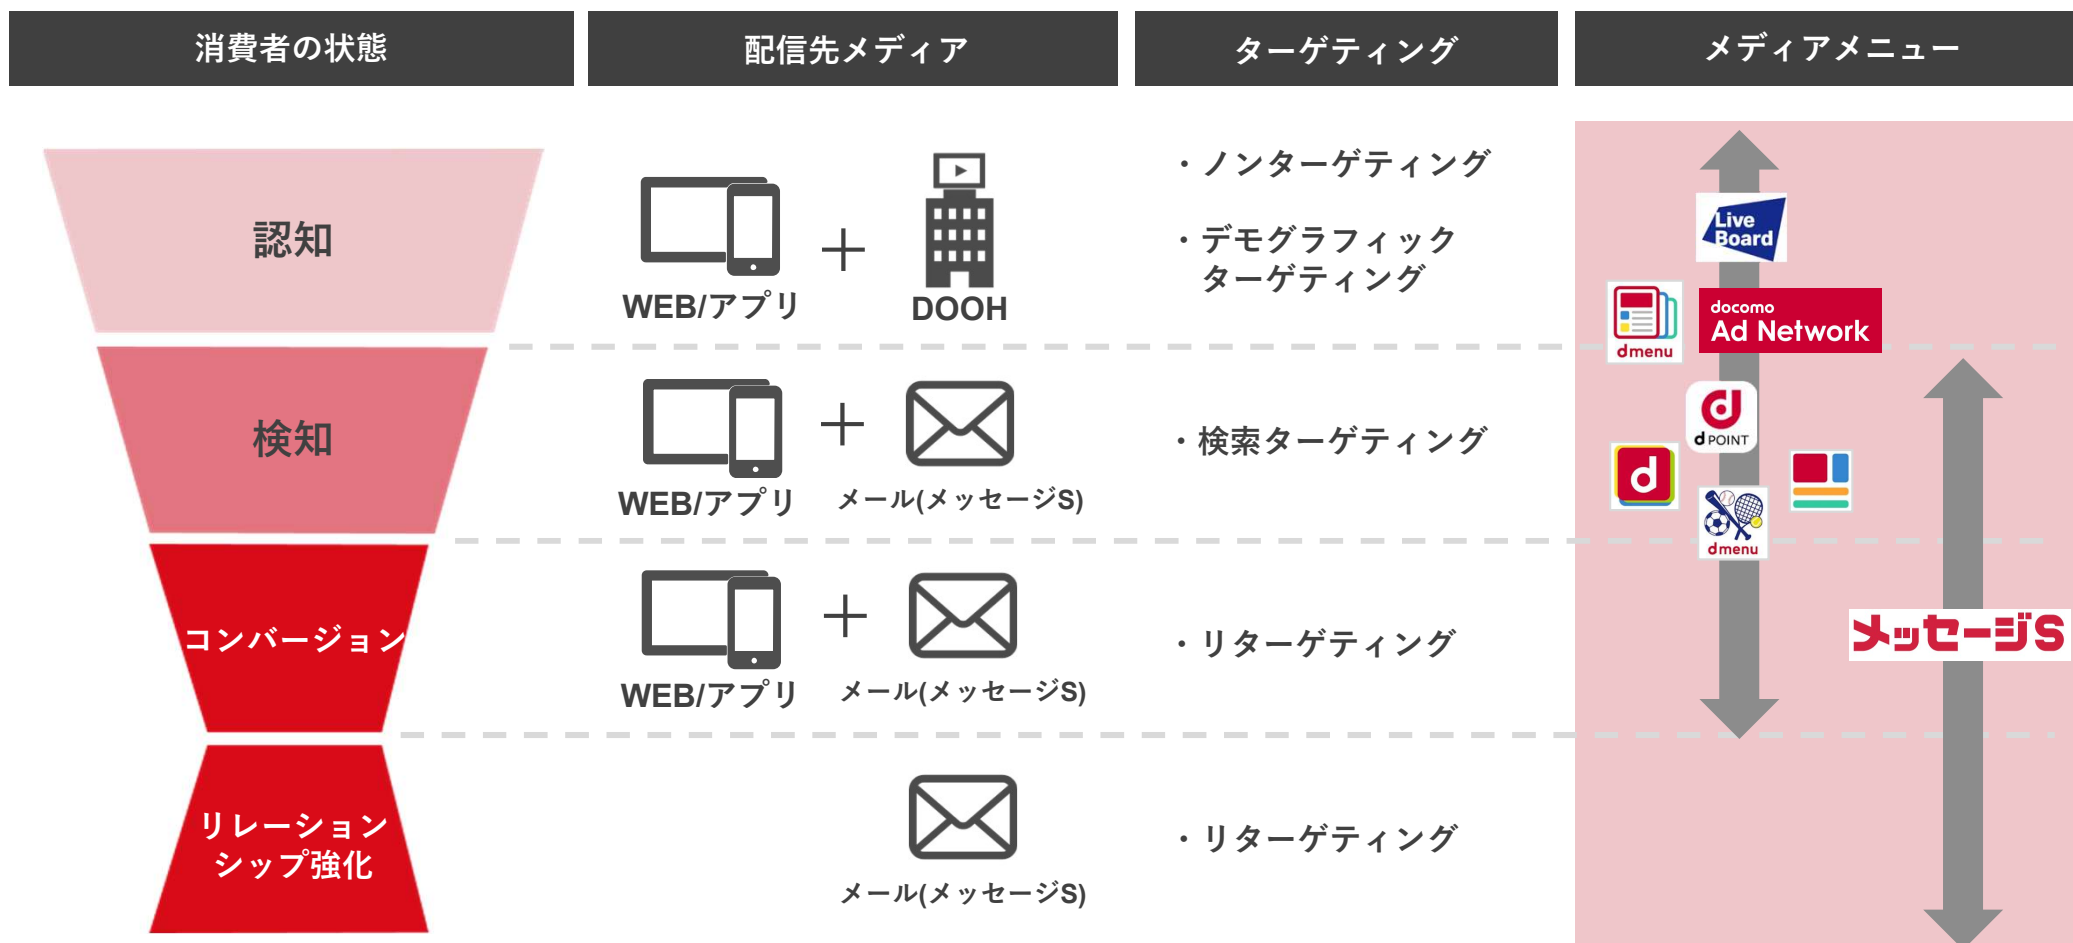 消費者の状態
配信先メディア
ターゲティング
メディアメニュー
認知
WEB/アプリ
DOOH
・ノンターゲティング
・デモグラフィック
ターゲティング
Live
Board
dmenu
docomo
Ad Network
検知
WEB/アプリ
メール(メッセージS)
・検索ターゲティング
d
d POINT
d
dmenu
コンバージョン
WEB/アプリ
メール(メッセージS)
・リターゲティング
メッセージS
リレーション
シップ強化
メール(メッセージS)
・リターゲティング